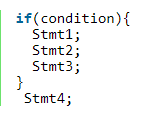 if(condition){
  Stmt1;
  Stmt2;
  Stmt3;
}
 Stmt4;